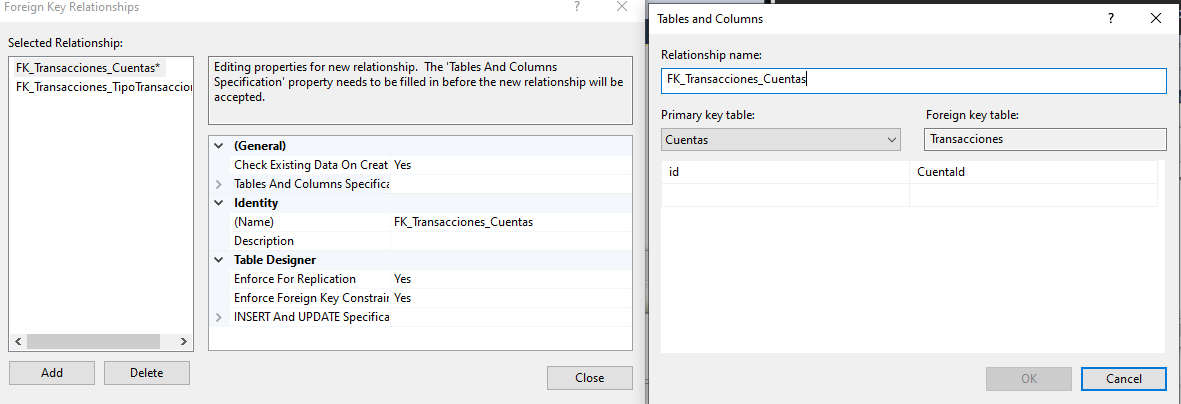 Foreign Key Relationships
?
Selected Relationship:
FK_Transacciones_Cuentas*
FK_Transacciones_TipoTransaccion
Editing properties for new relationship. The 'Tables And Columns
Specification' property needs to be filled in before the new relationship will be
accepted.
(General)
Check Existing Data On Creat Yes
Tables And Columns Specifica
Identity
(Name) FK_Transacciones_Cuentas
Description
Table Designer
Enforce For Replication Yes
Enforce Foreign Key Constrain Yes
INSERT And UPDATE Specifica
Add Delete
Close
Tables and Columns
?
Relationship name:
FK_Transacciones_Cuentas
Primary key table: Foreign key table:
Cuentas Transacciones
id CuentaId
OK Cancel